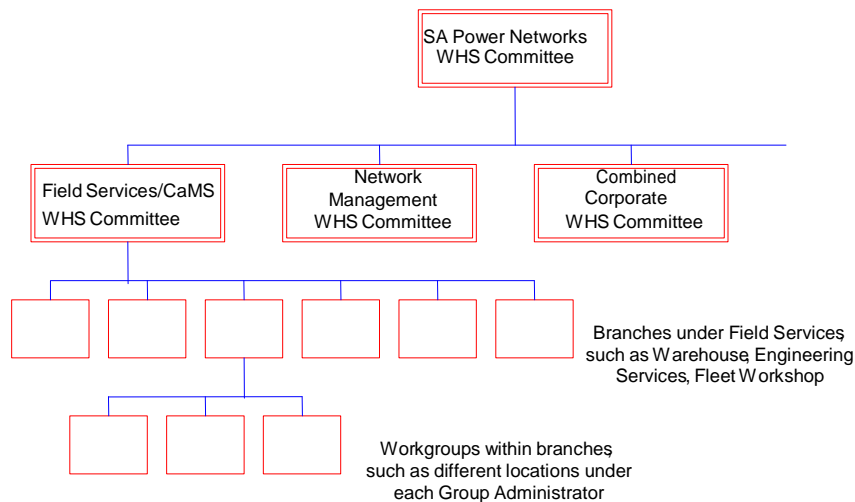 SA Power Networks
WHS Committee
Field Services/CaMS
WHS Committee
Network
Management
WHS Committee
Combined
Corporate
WHS Committee
Branches under Field Services,
such as Warehouse, Engineering
Services, Fleet Workshop
Workgroups within branches,
such as different locations under
each Group Administrator